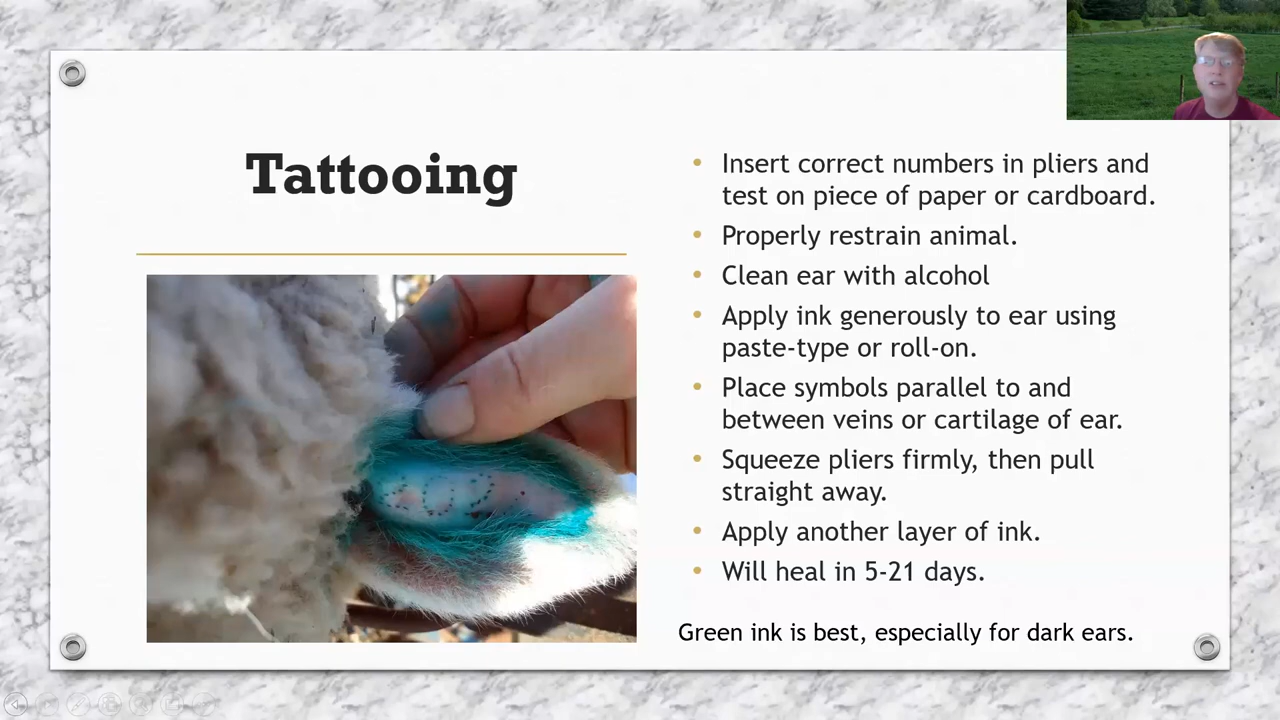 Tattooing
• Insert correct numbers in pliers and
test on piece of paper or cardboard.
• Properly restrain animal.
• Clean ear with alcohol
• Apply ink generously to ear using
paste-type or roll-on.
• Place symbols parallel to and
between veins or cartilage of ear.
• Squeeze pliers firmly, then pull
straight away.
• Apply another layer of ink.
• Will heal in 5-21 days.
Green ink is best, especially for dark ears.